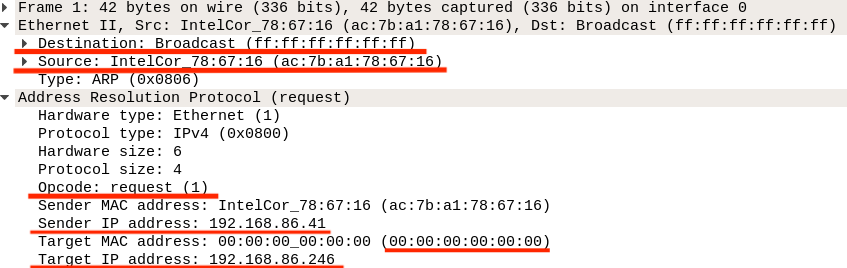 Frame 1: 42 bytes on wire (336 bits), 42 bytes captured (336 bits) on interface 0
Ethernet II, Src: IntelCor_78:67:16 (ac:7b:a1:78:67:16), Dst: Broadcast (ff:ff:ff:ff:ff:ff)
Destination: Broadcast (ff:ff:ff:ff:ff:ff)
Source: IntelCor_78:67:16 (ac:7b:a1:78:67:16)
Type: ARP (0x0806)
Address Resolution Protocol (request)
Hardware type: Ethernet (1)
Protocol type: IPv4 (0x0800)
Hardware size: 6
Protocol size: 4
Opcode: request (1)
Sender MAC address: IntelCor_78:67:16 (ac:7b:a1:78:67:16)
Sender IP address: 192.168.86.41
Target MAC address: 00:00:00_00:00:00 (00:00:00:00:00:00)
Target IP address: 192.168.86.246